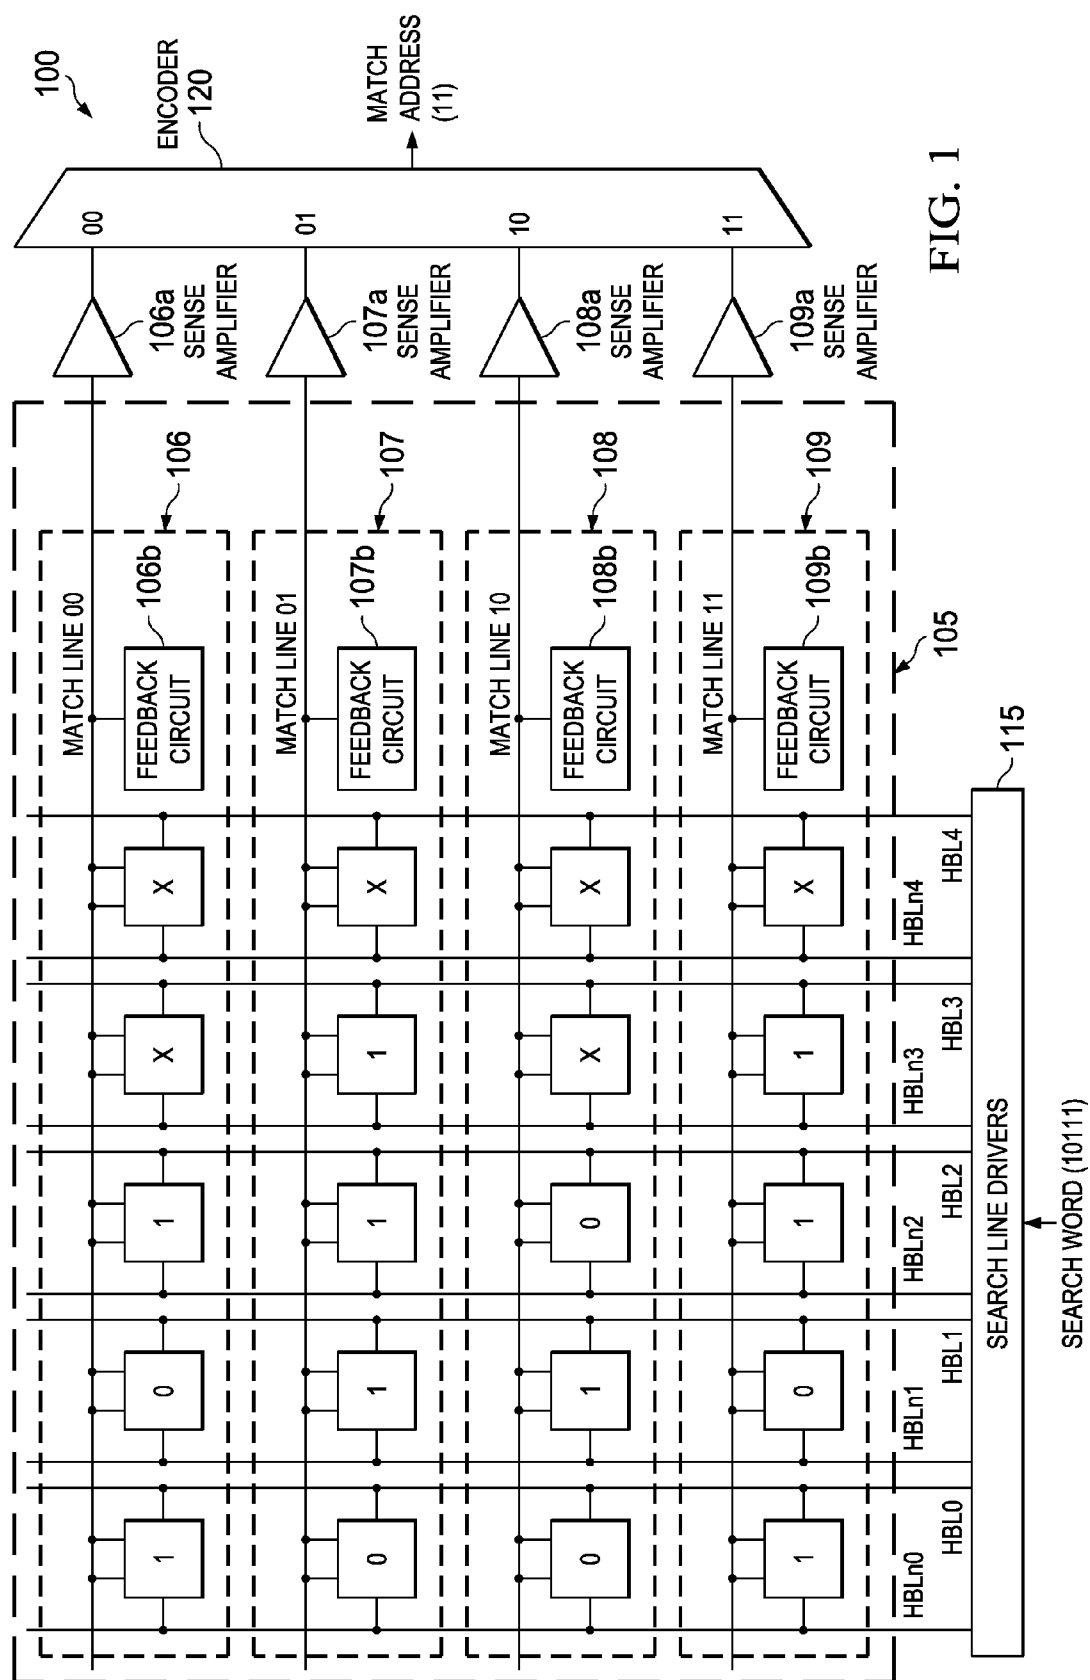 100
ENCODER
120
MATCH
ADDRESS
(11)
00
01
10
11
106a
SENSE
AMPLIFIER
107a
SENSE
AMPLIFIER
108a
SENSE
AMPLIFIER
109a
SENSE
AMPLIFIER
MATCH LINE 00
1
0
1
X
X
FEEDBACK
CIRCUIT
106b
106
MATCH LINE 01
0
1
1
1
X
FEEDBACK
CIRCUIT
107b
107
MATCH LINE 10
0
1
0
X
X
FEEDBACK
CIRCUIT
108b
108
MATCH LINE 11
1
0
1
1
X
FEEDBACK
CIRCUIT
109b
109
105
HBLn0
HBL0
HBLn1
HBL1
HBLn2
HBL2
HBLn3
HBL3
HBLn4
HBL4
SEARCH LINE DRIVERS
115
SEARCH WORD (10111)
FIG. 1